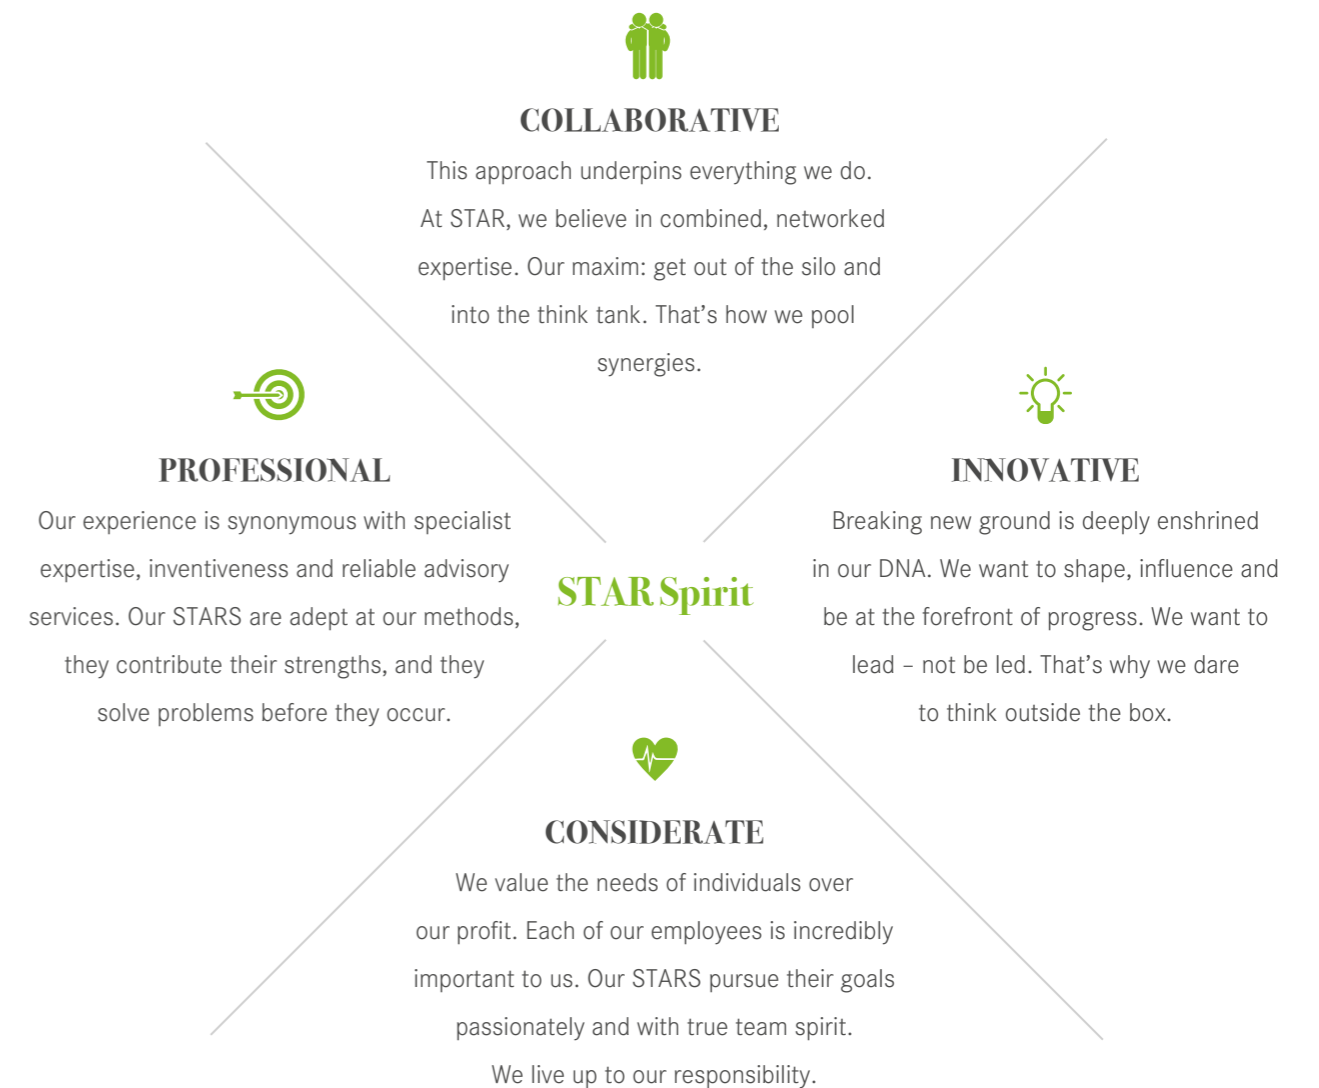 COLLABORATIVE
This approach underpins everything we do.
At STAR, we believe in combined, networked
expertise. Our maxim: get out of the silo and
into the think tank. That’s how we pool
synergies.
PROFESSIONAL
Our experience is synonymous with specialist
expertise, inventiveness and reliable advisory
services. Our STARS are adept at our methods,
they contribute their strengths, and they
solve problems before they occur.
STAR Spirit
INNOVATIVE
Breaking new ground is deeply enshrined
in our DNA. We want to shape, influence and
be at the forefront of progress. We want to
lead – not be led. That’s why we dare
to think outside the box.
CONSIDERATE
We value the needs of individuals over
our profit. Each of our employees is incredibly
important to us. Our STARS pursue their goals
passionately and with true team spirit.
We live up to our responsibility.